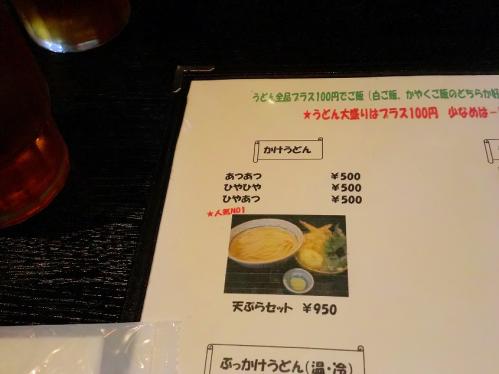 うどん全品プラス100円でご飯(白ご飯、かやくご飯のどちらか好
★うどん大盛りはプラス100円 少なめは－
かけうどん
あつあつ ¥500
ひやひや ¥500
ひやあつ ¥500
★人気NO1
天ぷらセット ¥950
ぶっかけうどん(温・冷)